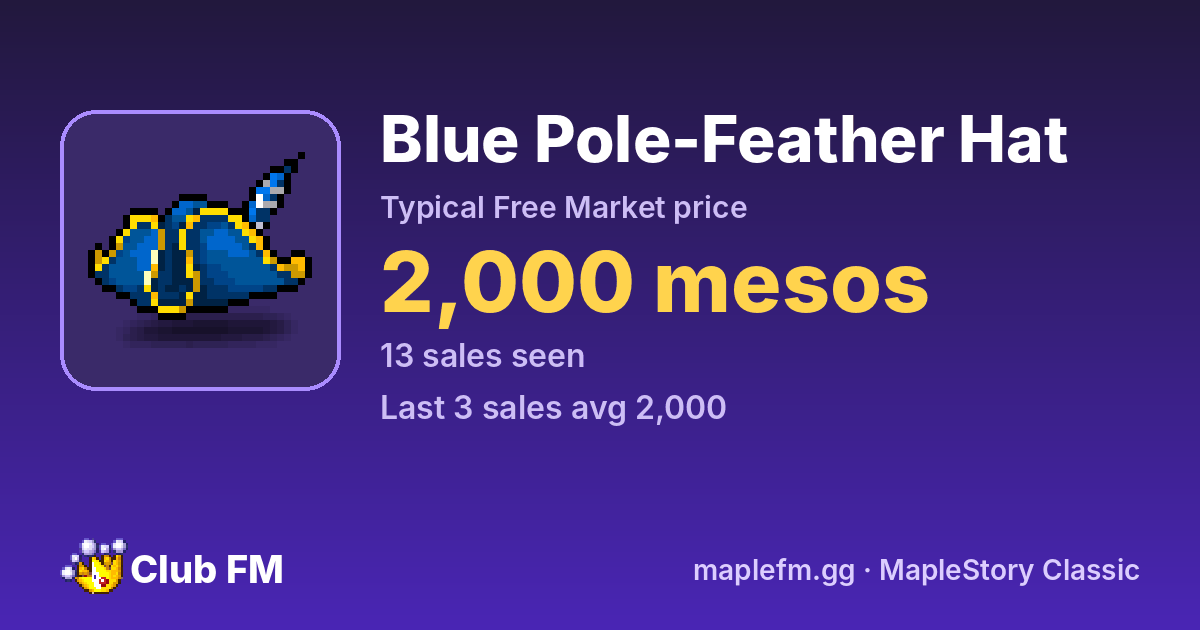 Blue Pole-Feather Hat
Typical Free Market price
2,000 mesos
13 sales seen
Last 3 sales avg 2,000
Club FM
maplefm.gg · MapleStory Classic